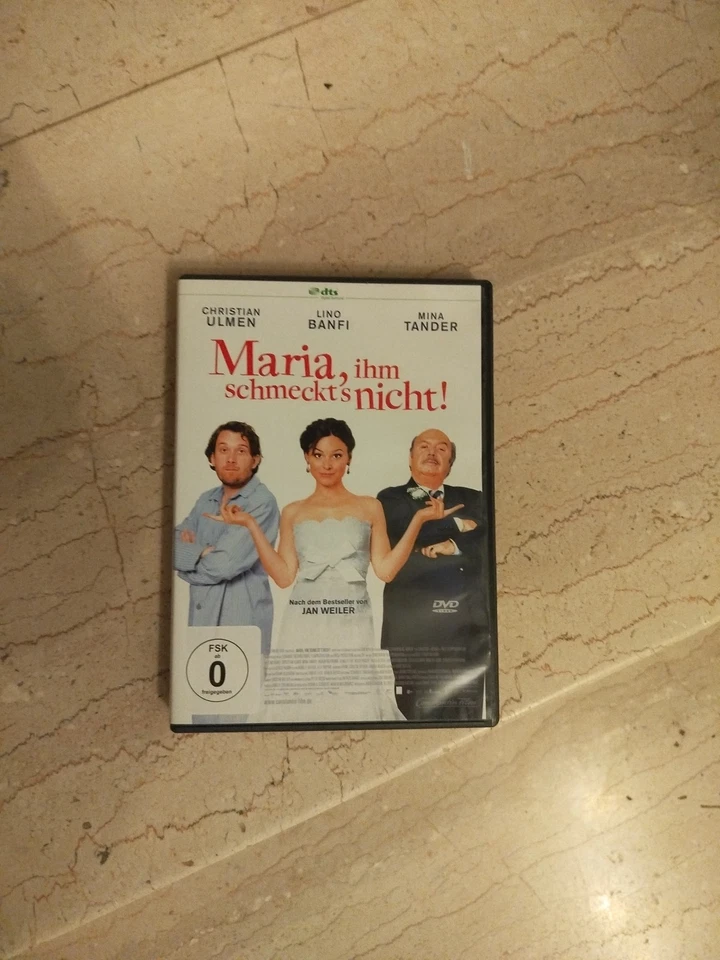 dts
CHRISTIAN
ULMEN
LINO
BANFI
MINA
TANDER
Maria, ihm
schmeckt's nicht!
Nach dem Bestseller von
JAN WEILER
DVD
VIDEO
FSK
ab
0
freigegeben